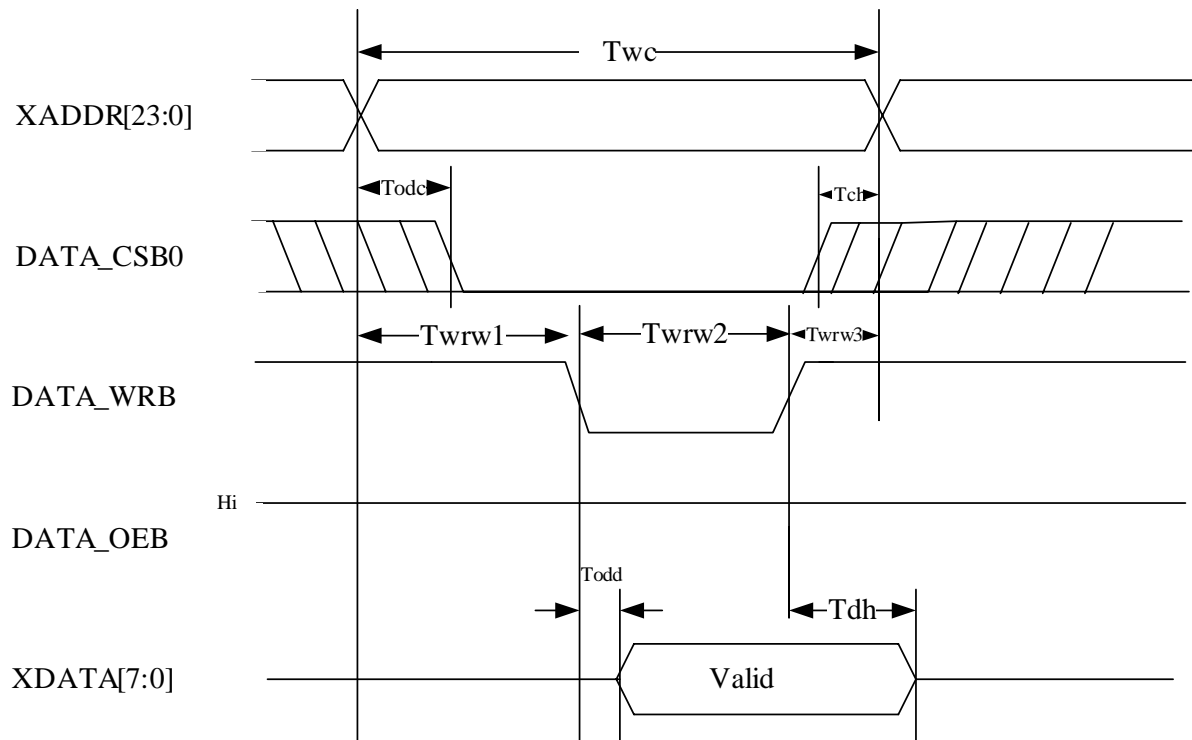 Twc
XADDR[23:0]
Todc
Tch
DATA_CSB0
Twrw1
Twrw2
Twrw3
DATA_WRB
Hi
DATA_OEB
Todd
Tdh
XDATA[7:0]
Valid